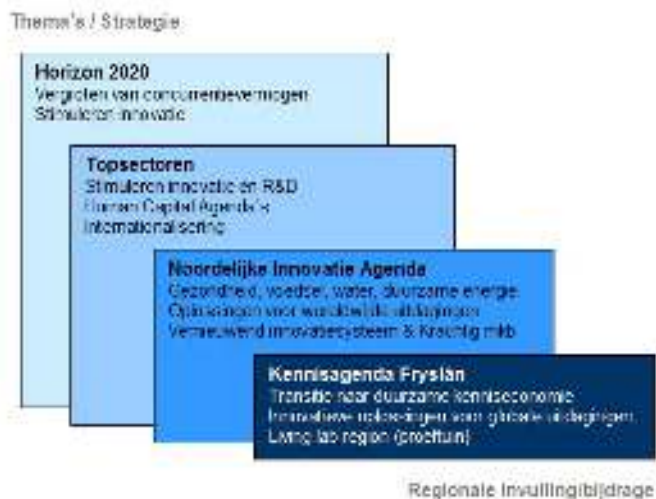 Thema's / Strategie
Horizon 2020
Vergroten van concurrentievermogen
Stimuleren innovatie
Topsectoren
Stimuleren innovatie en R&D
Human Capital Agenda's
Internationalisering
Noordelijke Innovatie Agenda
Gezondheid, voedsel, water, duurzame energie
Oplossingen voor wereldwijde uitdagingen
Vernieuwend innovatiesysteem & Krachtig mkb
Kennisagenda Fryslân
Transitie naar duurzame kenniseconomie
Innovatieve oplossingen voor globale uitdagingen
Living lab region (proeftuin)
Regionale invulling/bijdrage